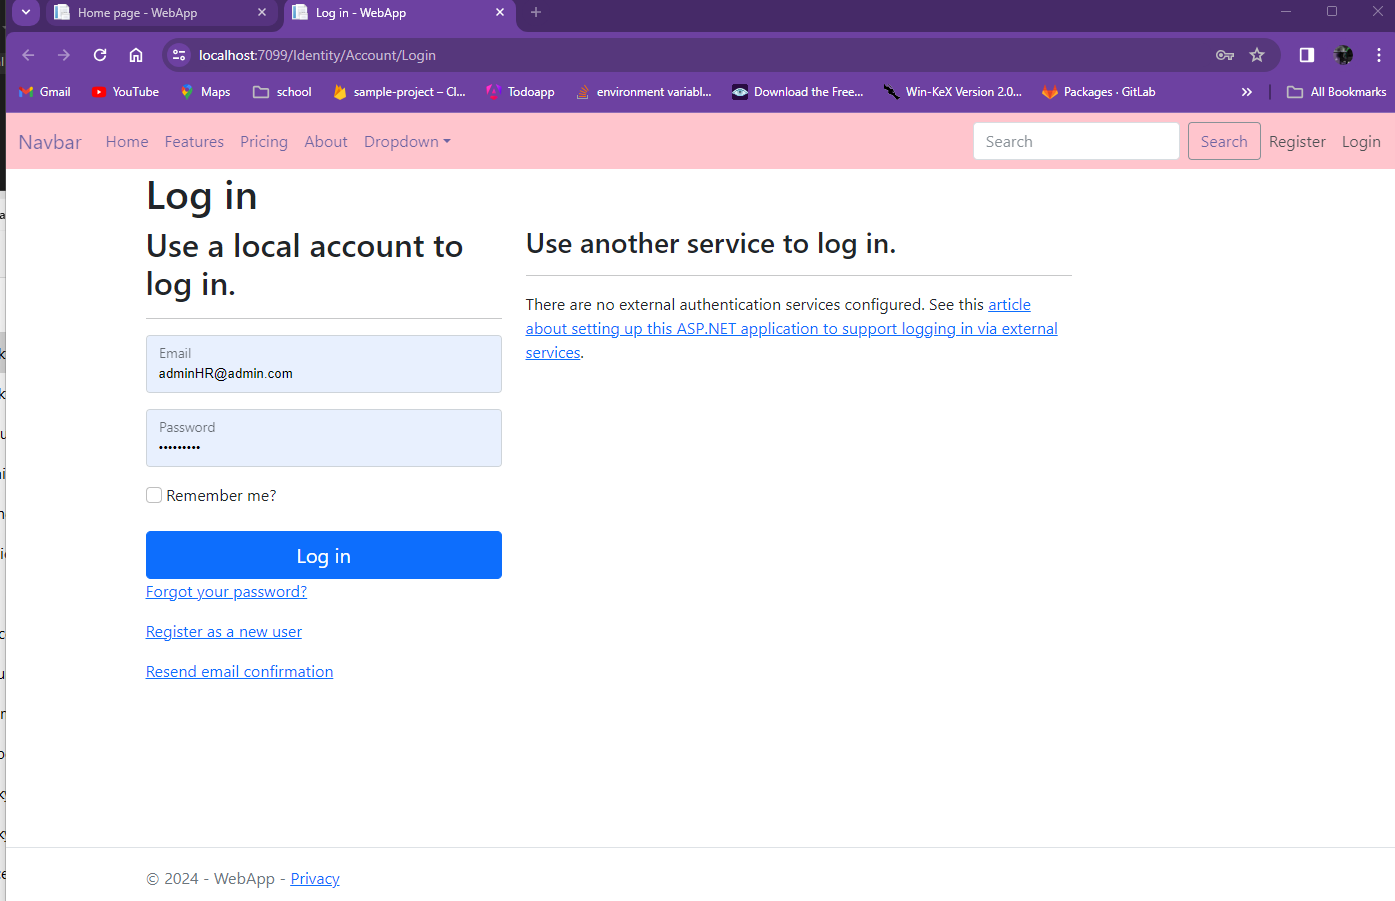 Home page - WebApp
Log in - WebApp
localhost:7099/Identity/Account/Login
Gmail YouTube Maps school sample-project – Cl... Todoapp environment variabl... Download the Free... Win-KeX Version 2.0... Packages · GitLab » All Bookmarks
Navbar Home Features Pricing About Dropdown Search Search Register Login
Log in
Use a local account to
log in.
Email
adminHR@admin.com
Password
•••••••••
Remember me?
Log in
Forgot your password?
Register as a new user
Resend email confirmation
Use another service to log in.
There are no external authentication services configured. See this article
about setting up this ASP.NET application to support logging in via external
services.
© 2024 - WebApp - Privacy